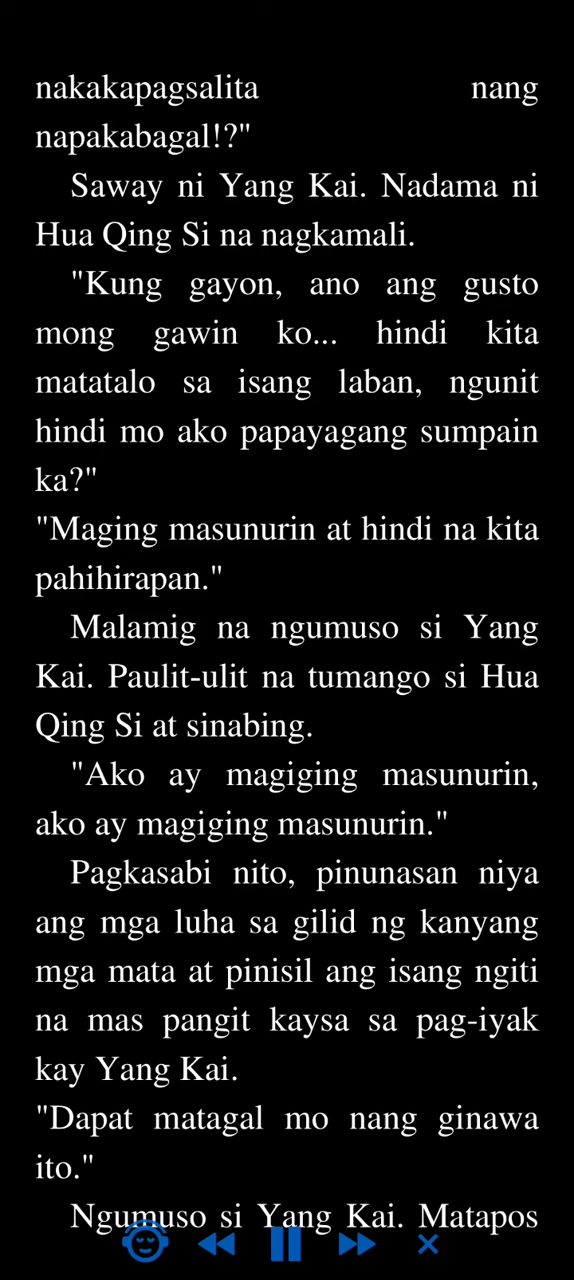 nakakapagsalita nang
napakabagal!?"
Saway ni Yang Kai. Nadama ni
Hua Qing Si na nagkamali.
"Kung gayon, ano ang gusto
mong gawin ko... hindi kita
matatalo sa isang laban, ngunit
hindi mo ako papayagang sumpain
ka?"
"Maging masunurin at hindi na kita
pahihirapan."
Malamig na ngumuso si Yang
Kai. Paulit-ulit na tumango si Hua
Qing Si at sinabing.
"Ako ay magiging masunurin,
ako ay magiging masunurin."
Pagkasabi nito, pinunasan niya
ang mga luha sa gilid ng kanyang
mga mata at pinisil ang isang ngiti
na mas pangit kaysa sa pag-iyak
kay Yang Kai.
"Dapat matagal mo nang ginawa
ito."
Ngumuso si Yang Kai. Matapos